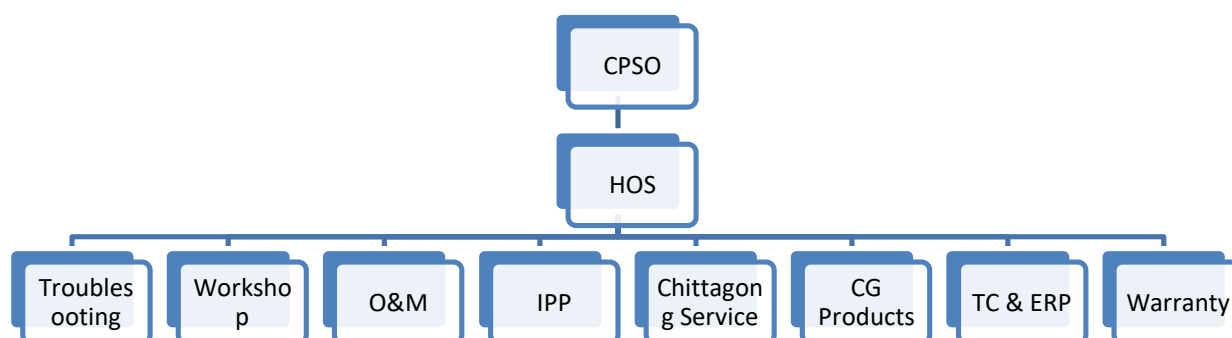 CPSO
HOS
Troubles
ooting
Worksho
p
O&M
IPP
Chittagon
g Service
CG
Products
TC & ERP
Warranty